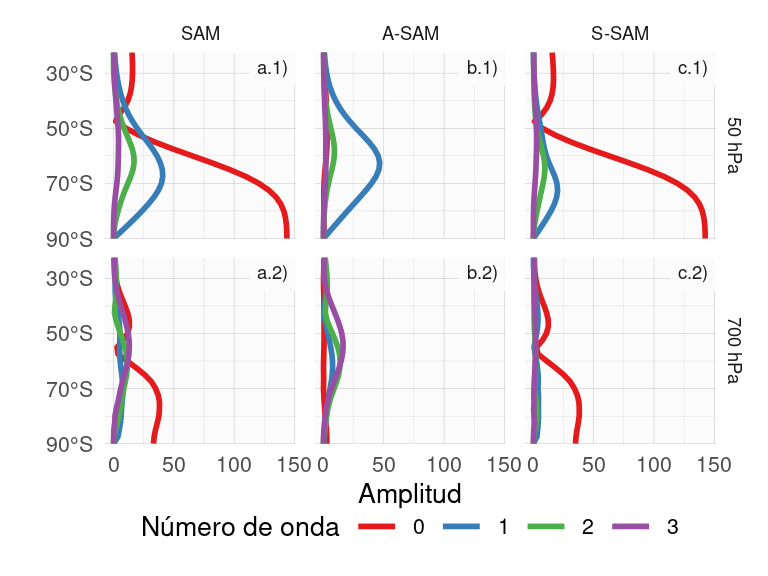 SAM A-SAM S-SAM
a.1) b.1) c.1)
30°S
50°S
70°S
90°S
50 hPa
a.2) b.2) c.2)
30°S
50°S
70°S
90°S
700 hPa
0 50 100 150 0 50 100 150 0 50 100 150
Amplitud
Número de onda 0 1 2 3